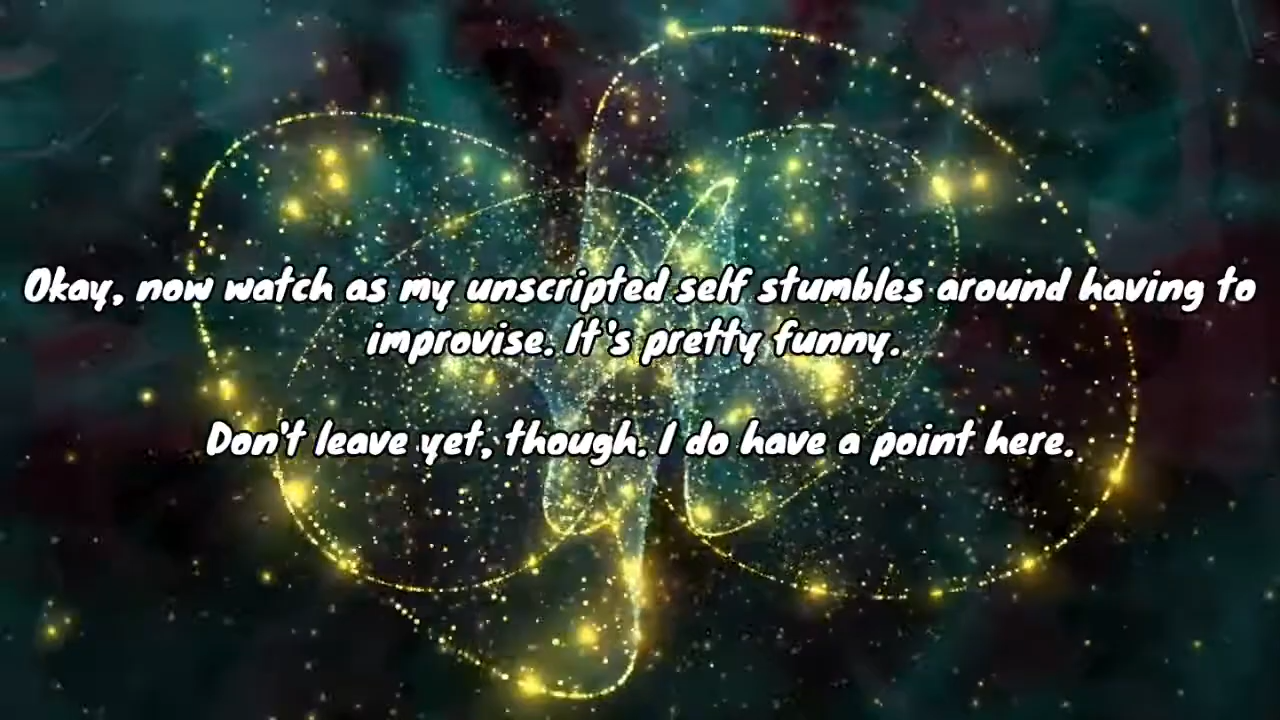 Okay, now watch as my unscripted self stumbles around having to
improvise. It's pretty funny.
Don't leave yet, though. I do have a point here.